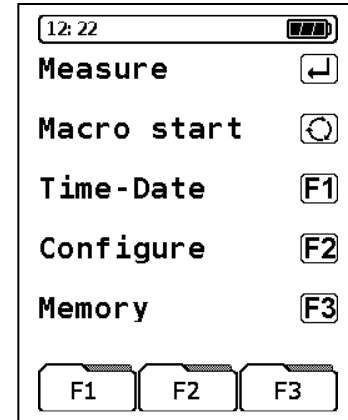 12:22
Measure
Macro start
Time-Date F1
Configure F2
Memory F3
F1 F2 F3